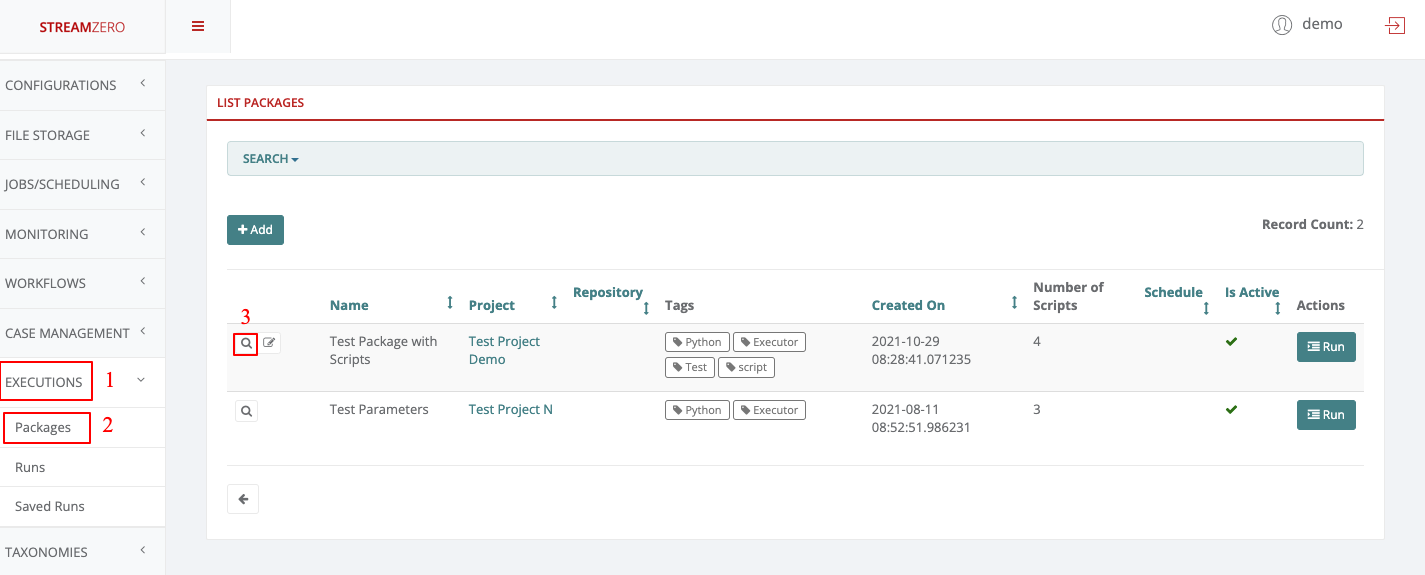 STREAMZERO
demo
CONFIGURATIONS
FILE STORAGE
JOBS/SCHEDULING
MONITORING
WORKFLOWS
CASE MANAGEMENT
EXECUTIONS 1
Packages 2
Runs
Saved Runs
TAXONOMIES
LIST PACKAGES
SEARCH
Add
Record Count: 2
Name Project Repository Tags Created On Number of Scripts Schedule Is Active Actions
3
Test Package with Scripts Test Project Demo Python Executor Test script 2021-10-29 08:28:41.071235 4 Run
Test Parameters Test Project N Python Executor 2021-08-11 08:52:51.986231 3 Run